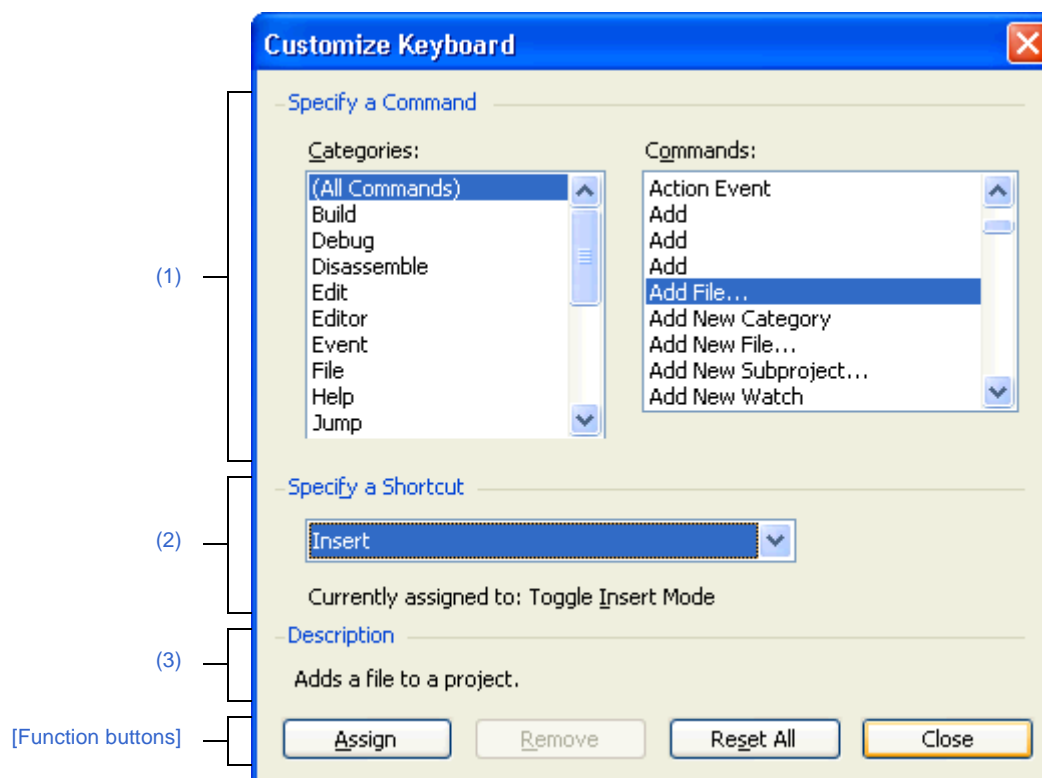 Customize Keyboard
Specify a Command
Categories:
(All Commands)
Build
Debug
Disassemble
Edit
Editor
Event
File
Help
Jump
Commands:
Action Event
Add
Add
Add
Add File...
Add New Category
Add New File...
Add New Subproject...
Add New Watch
(1)
Specify a Shortcut
Insert
Currently assigned to: Toggle Insert Mode
(2)
Description
Adds a file to a project.
(3)
[Function buttons]
Assign
Remove
Reset All
Close